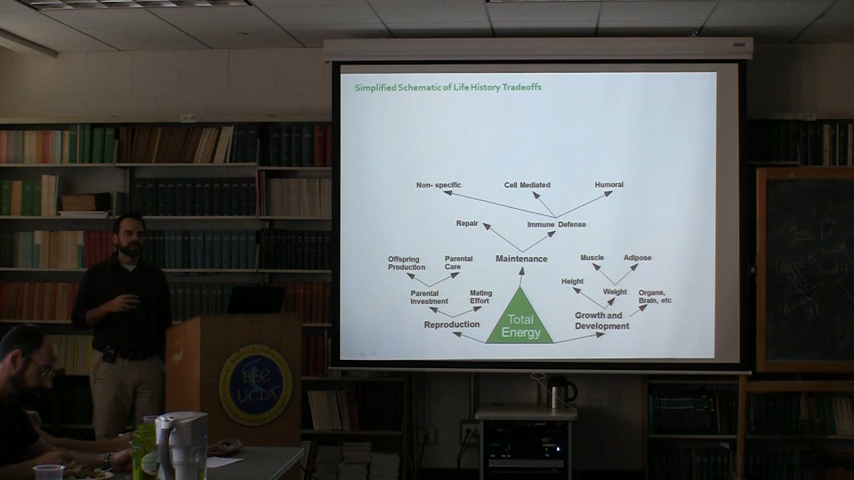 Simplified Schematic of Life History Tradeoffs
Non- specific
Cell Mediated
Humoral
Repair
Immune Defense
Maintenance
Offspring
Production
Parental
Care
Muscle
Adipose
Parental
Investment
Mating
Effort
Height
Weight
Organs,
Brain, etc
Reproduction
Total
Energy
Growth and
Development
BEC
UCLA